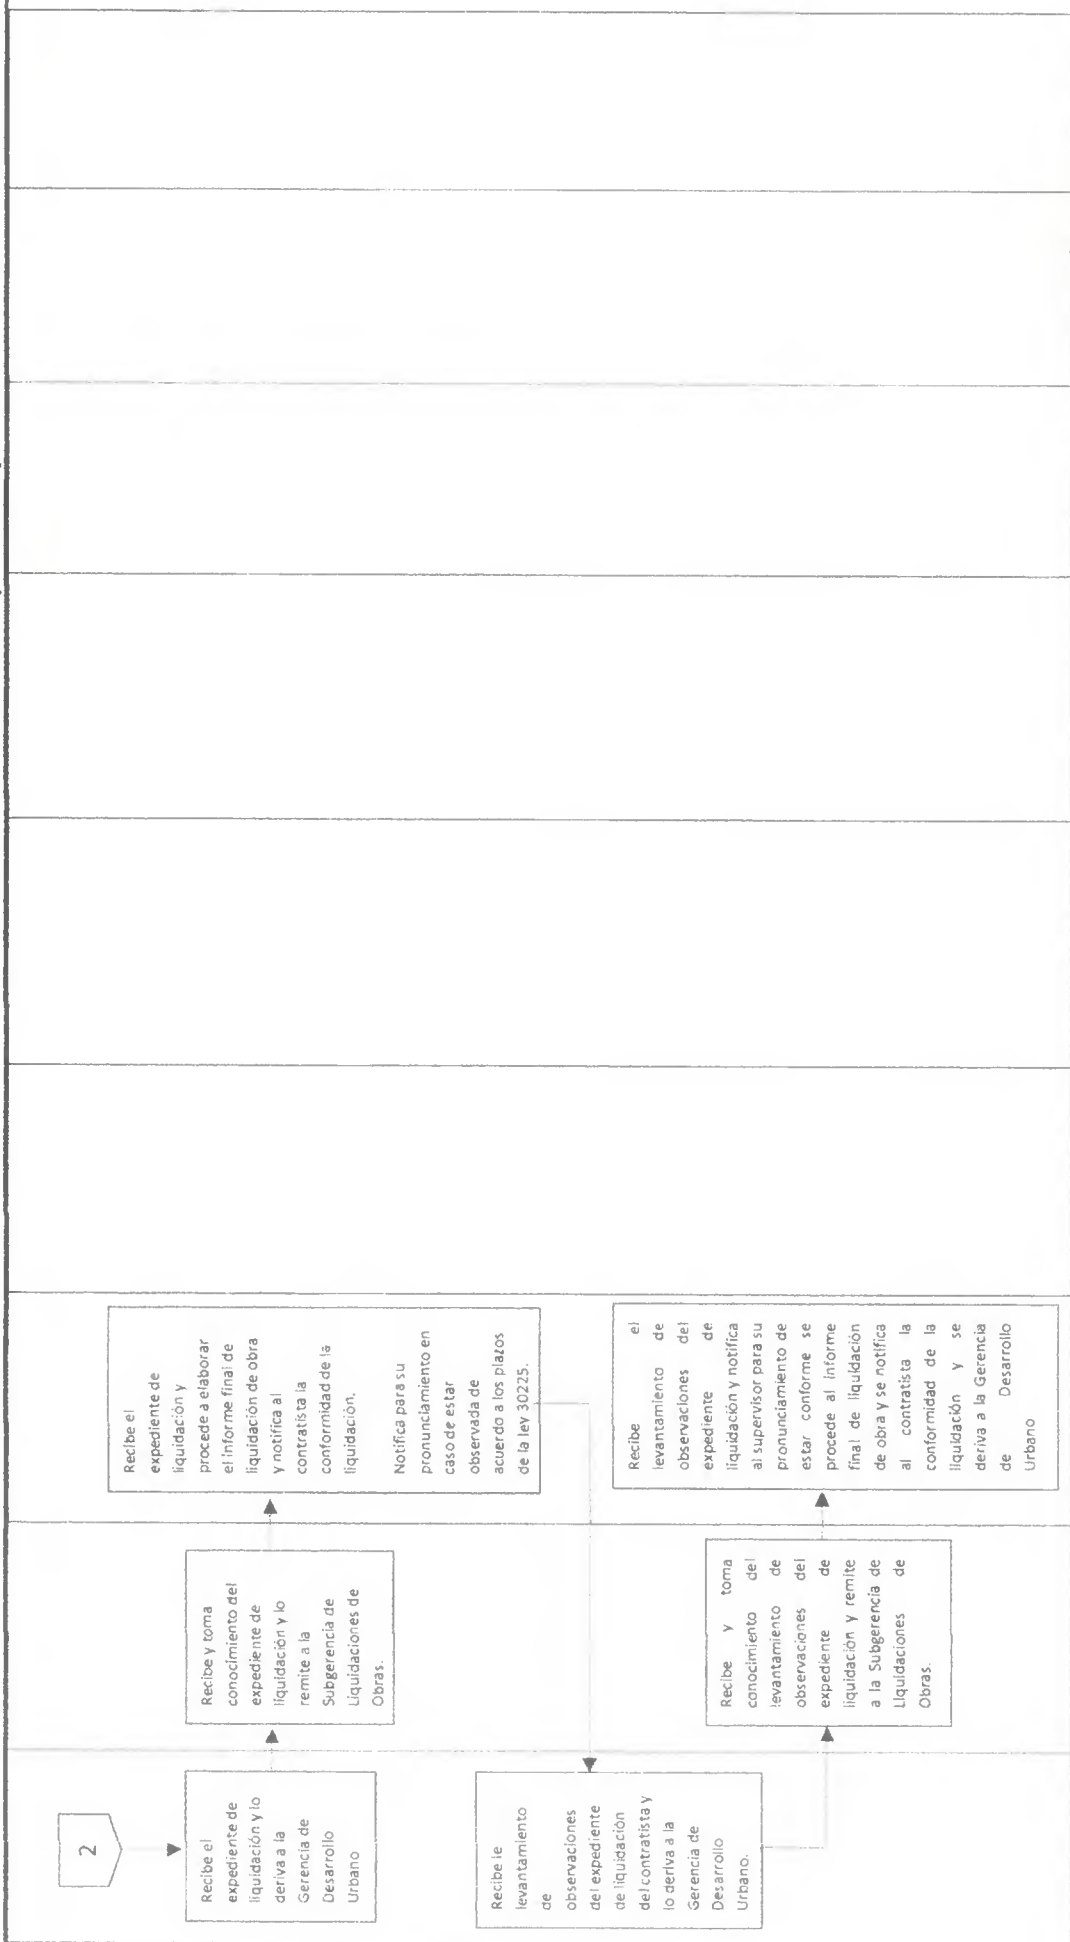 2
Recibe el
expediente de
liquidación y lo
deriva a la
Gerencia de
Desarrollo
Urbano
Recibe y toma
conocimiento del
expediente de
liquidación y lo
remite a la
Subgerencia de
Liquidaciones de
Obras.
Recibe el
expediente de
liquidación y
procede a elaborar
el informe final de
liquidación de obra
y notifica al
contratista la
conformidad de la
liquidación.
Notifica para su
pronunciamiento en
caso de estar
observada de
acuerdo a los plazos
de la ley 30225.
Recibe le
levantamiento
de
observaciones
del expediente
de liquidación
del contratista y
lo deriva a la
Gerencia de
Desarrollo
Urbano.
Recibe y toma
conocimiento del
levantamiento de
observaciones del
expediente de
liquidación y remite
a la Subgerencia de
Liquidaciones de
Obras.
Recibe el
levantamiento de
observaciones del
expediente de
liquidación y notifica
al supervisor para su
pronunciamiento de
estar conforme se
procede al informe
final de liquidación
de obra y se notifica
al contratista la
conformidad de la
liquidación y se
deriva a la Gerencia
de Desarrollo
Urbano